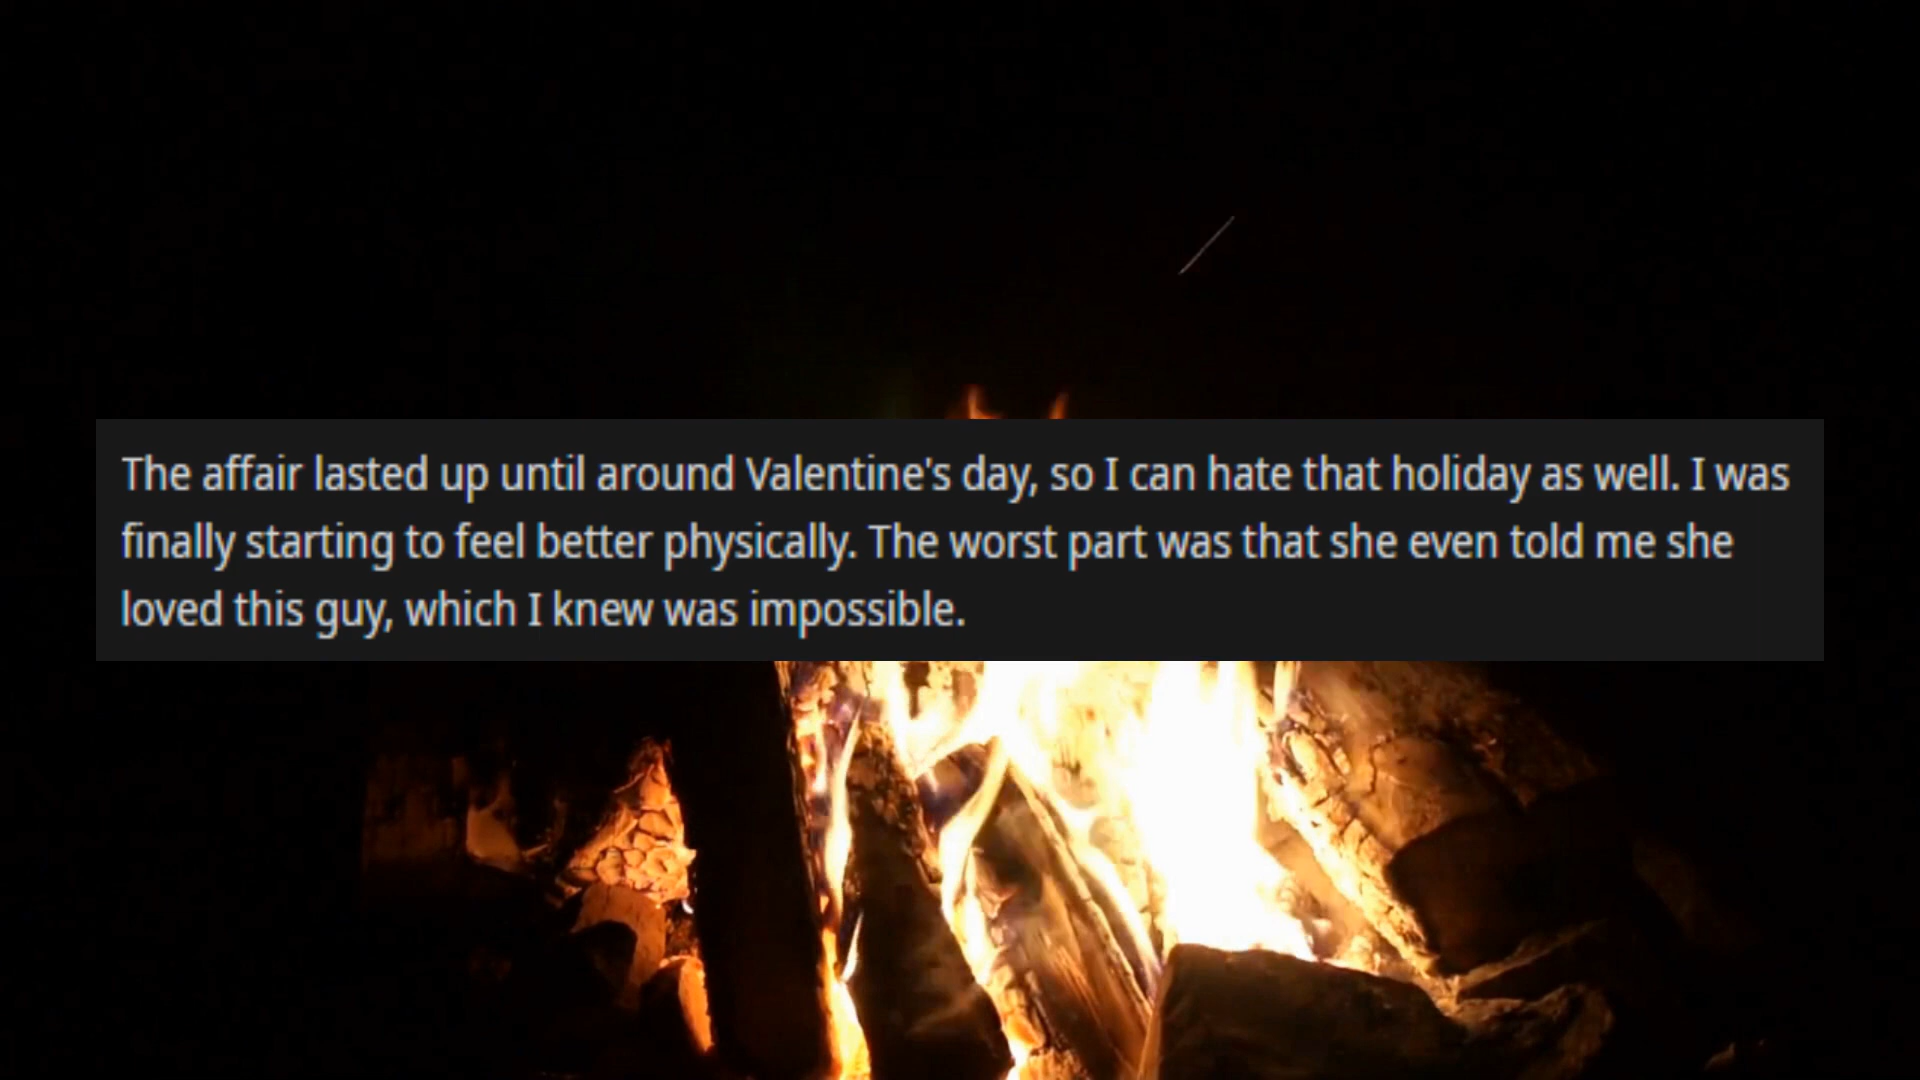 The affair lasted up until around Valentine's day, so I can hate that holiday as well. I was
finally starting to feel better physically. The worst part was that she even told me she
loved this guy, which I knew was impossible.